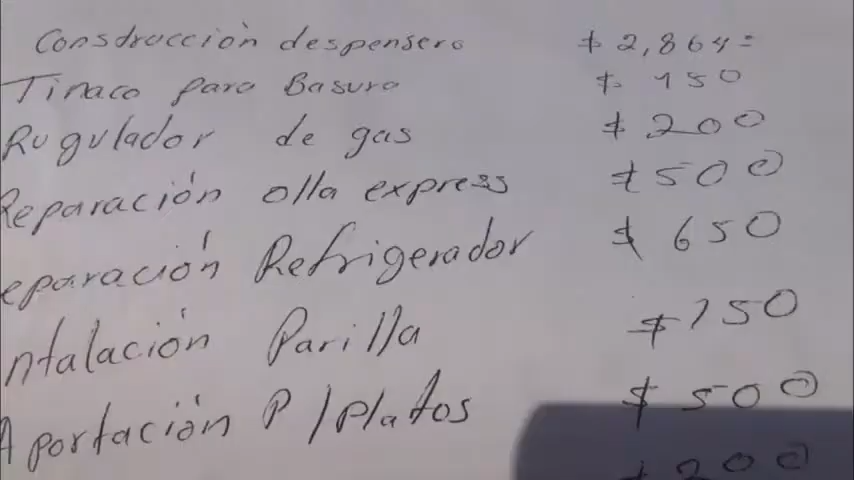 Consdrucción despensero $ 2,864=
Tinaco para Basura $ 150
Rugulador de gas $ 200
Reparación olla express $ 500
eparación Refrigerador $ 650
ntalación Parilla $ 150
Aportación P/Platos $ 500
$ 200